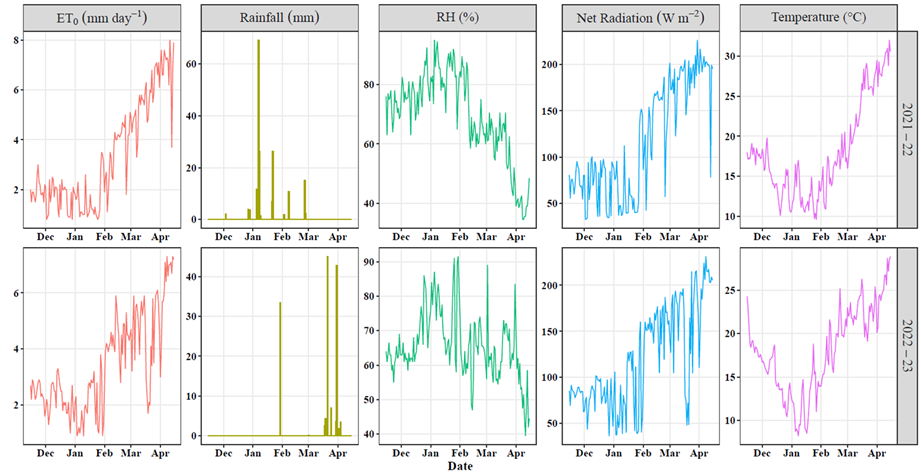 ET₀ (mm day⁻¹) Rainfall (mm) RH (%) Net Radiation (W m⁻²) Temperature (°C)
8 6 4 2
60 40 20 0
80 60 40
200 150 100 50
30 25 20 15 10
2021 – 22
Dec Jan Feb Mar Apr Dec Jan Feb Mar Apr Dec Jan Feb Mar Apr Dec Jan Feb Mar Apr Dec Jan Feb Mar Apr
6 4 2
40 30 20 10 0
90 80 70 60 50 40
200 150 100 50
25 20 15 10
2022 – 23
Dec Jan Feb Mar Apr Dec Jan Feb Mar Apr Dec Jan Feb Mar Apr Dec Jan Feb Mar Apr Dec Jan Feb Mar Apr
Date